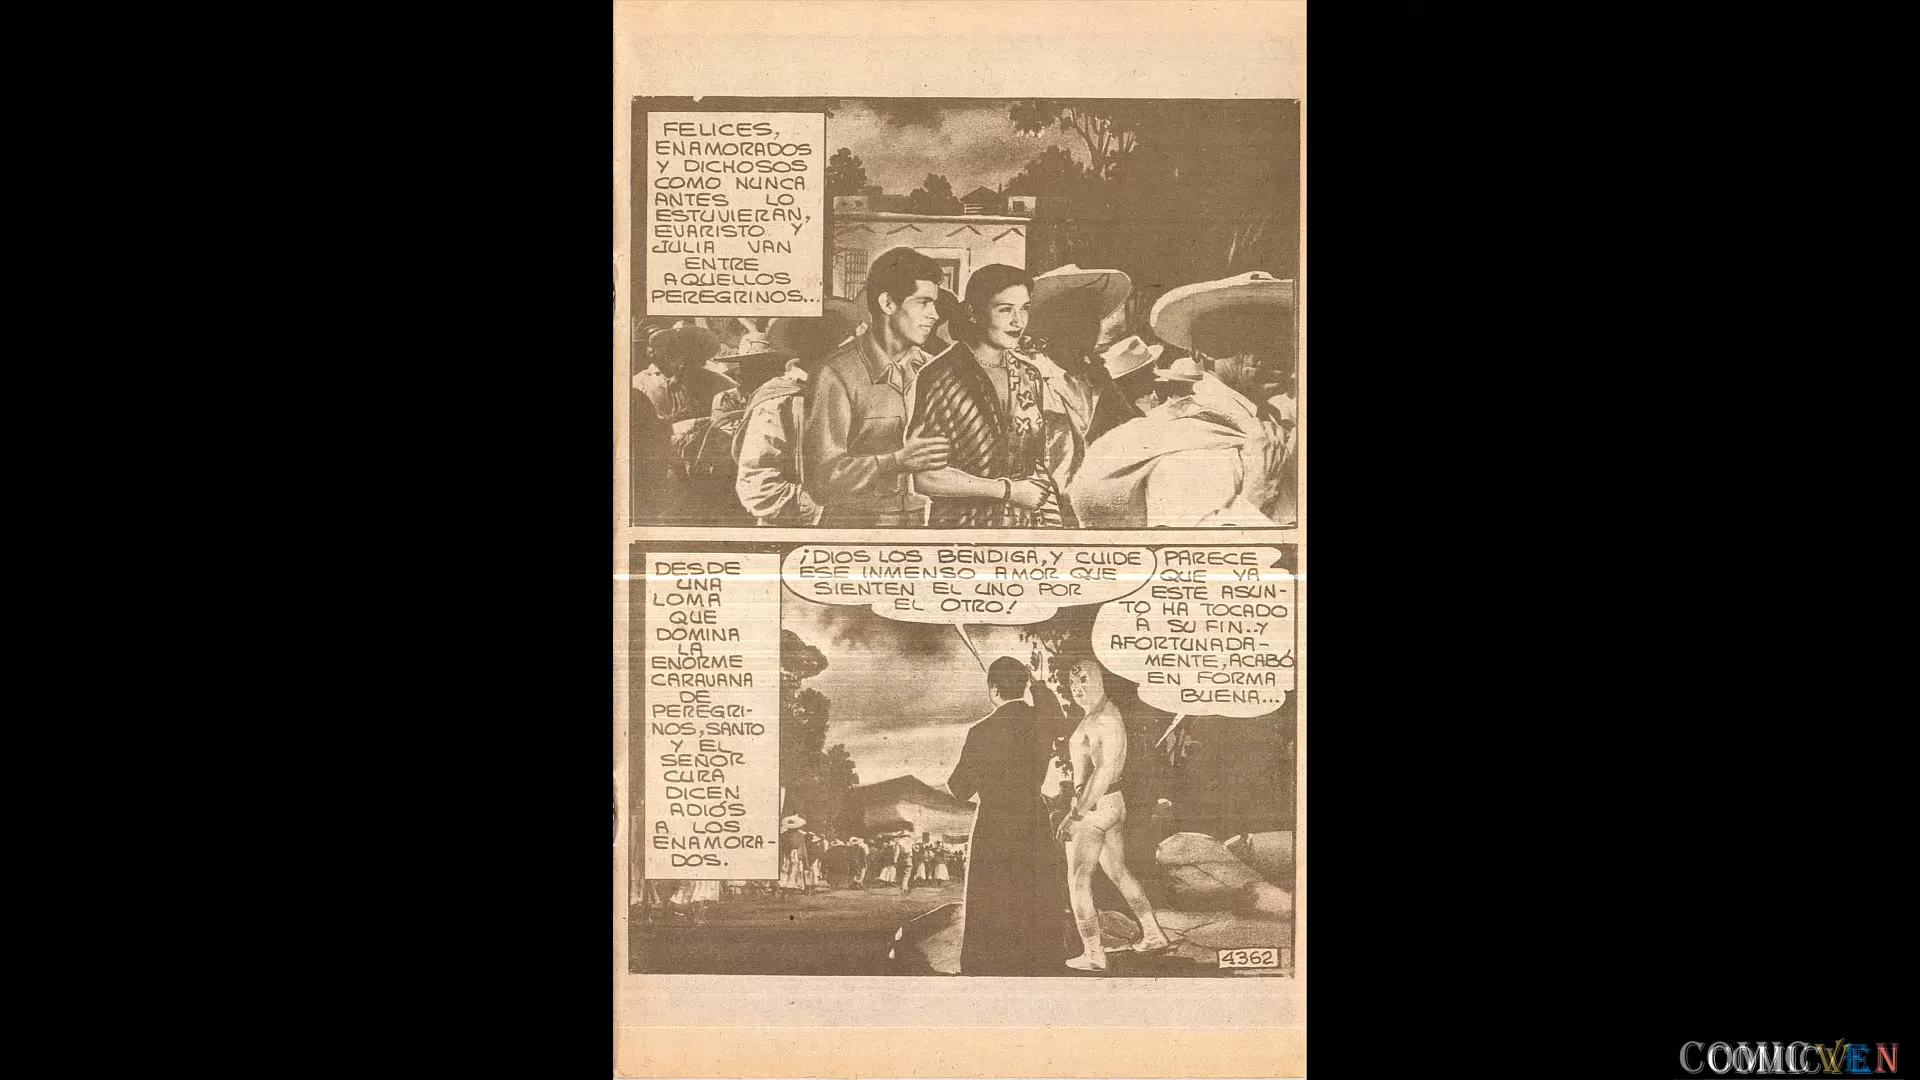 FELICES,
ENAMORADOS
Y DICHOSOS
COMO NUNCA
ANTES LO
ESTUVIERAN,
EVARISTO Y
JULIA VAN
ENTRE
AQUELLOS
PEREGRINOS...
DESDE
UNA
LOMA
QUE
DOMINA
LA
ENORME
CARAVANA
DE
PEREGRI-
NOS, SANTO
Y EL
SEÑOR
CURA
DICEN
ADIÓS
A LOS
ENAMORA-
DOS.
¡DIOS LOS BENDIGA, Y CUIDE
ESE INMENSO AMOR QUE
SIENTEN EL UNO POR
EL OTRO!
PARECE
QUE YA
ESTE ASUN-
TO HA TOCADO
A SU FIN..Y
AFORTUNADA-
MENTE, ACABÓ
EN FORMA
BUENA...
4362
COMICVEN